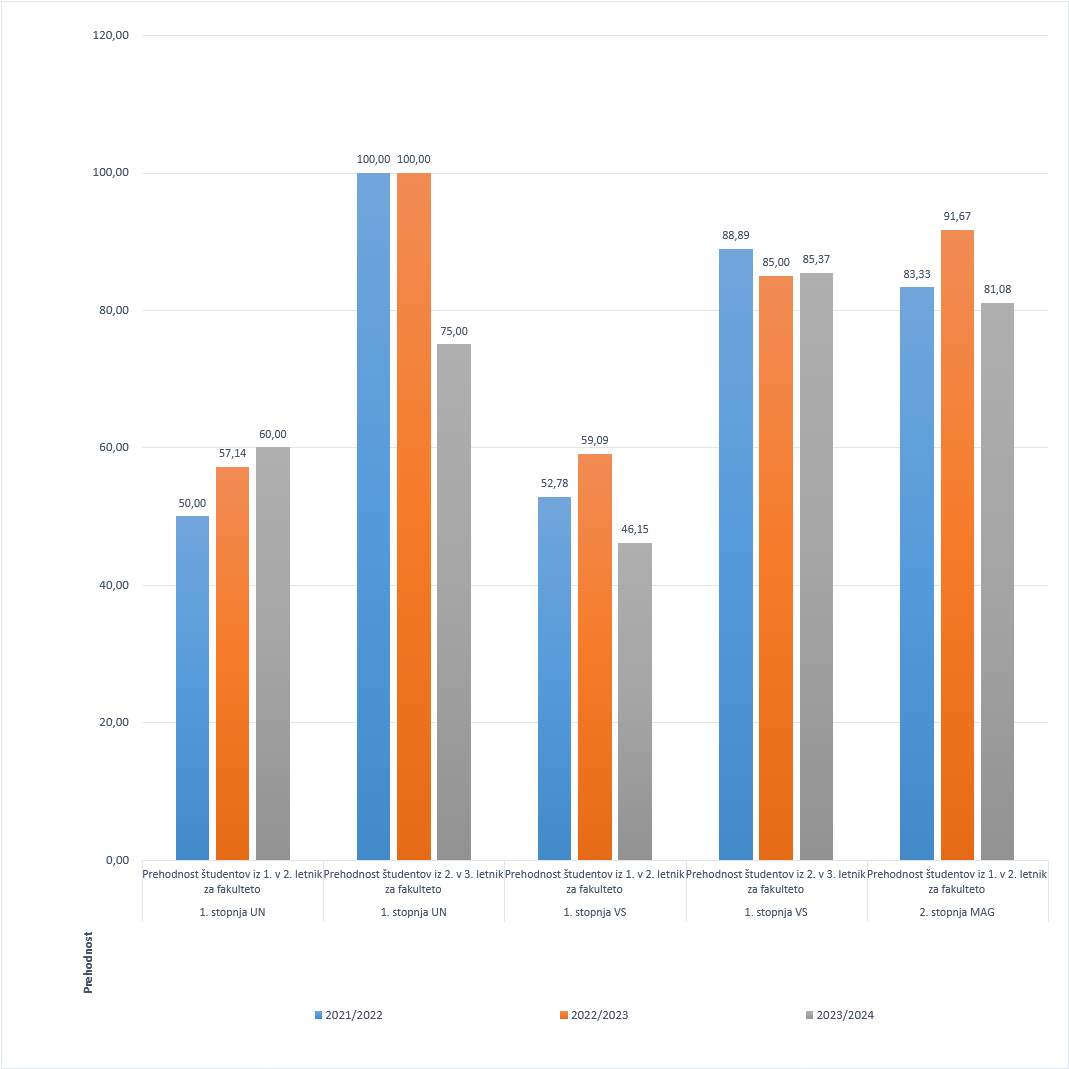 120,00
100,00
80,00
60,00
40,00
20,00
0,00
50,00
57,14
60,00
100,00
100,00
75,00
52,78
59,09
46,15
88,89
85,00
85,37
83,33
91,67
81,08
Prehodnost študentov iz 1. v 2. letnik
za fakulteto
1. stopnja UN
Prehodnost študentov iz 2. v 3. letnik
za fakulteto
1. stopnja UN
Prehodnost študentov iz 1. v 2. letnik
za fakulteto
1. stopnja VS
Prehodnost študentov iz 2. v 3. letnik
za fakulteto
1. stopnja VS
Prehodnost študentov iz 1. v 2. letnik
za fakulteto
2. stopnja MAG
Prehodnost
2021/2022
2022/2023
2023/2024